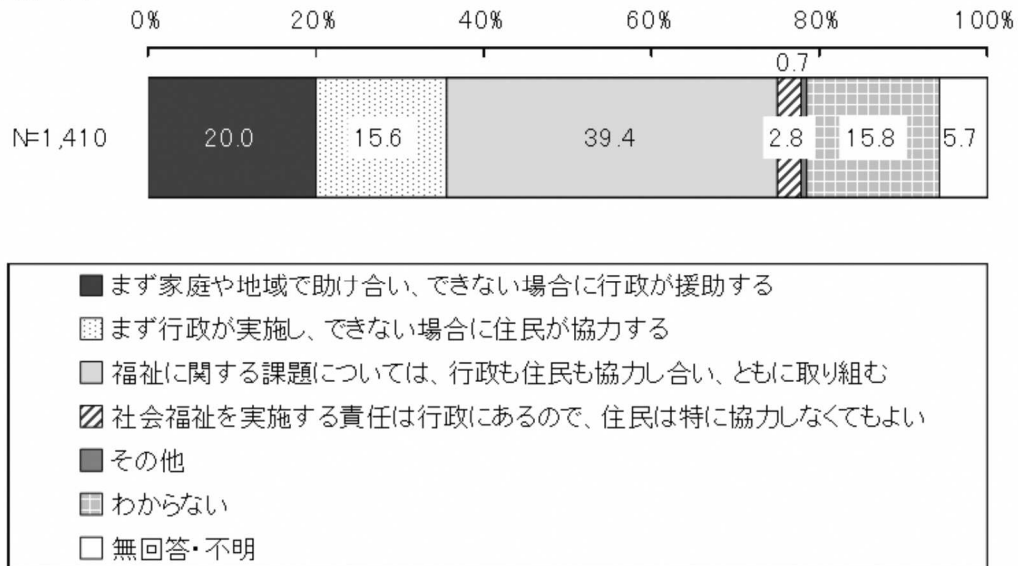 0% 20% 40% 60% 80% 100%
0.7
N=1,410 20.0 15.6 39.4 2.8 15.8 5.7
まず家庭や地域で助け合い、できない場合に行政が援助する
まず行政が実施し、できない場合に住民が協力する
福祉に関する課題については、行政も住民も協力し合い、ともに取り組む
社会福祉を実施する責任は行政にあるので、住民は特に協力しなくてもよい
その他
わからない
無回答・不明